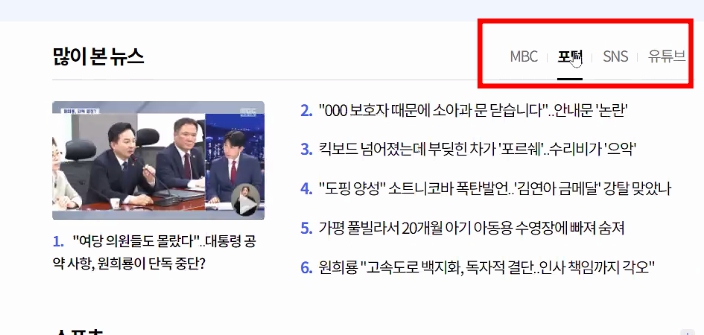 많이 본 뉴스
MBC
포털
SNS
유튜브
1. "여당 의원들도 몰랐다"..대통령 공
약 사항, 원희룡이 단독 중단?
2. "000 보호자 때문에 소아과 문 닫습니다"..안내문 '논란'
3. 킥보드 넘어졌는데 부딪힌 차가 '포르쉐'..수리비가 '으악'
4. "도핑 양성" 소트니코바 폭탄발언..'김연아 금메달' 강탈 맞았나
5. 가평 풀빌라서 20개월 아기 아동용 수영장에 빠져 숨져
6. 원희룡 "고속도로 백지화, 독자적 결단..인사 책임까지 각오"